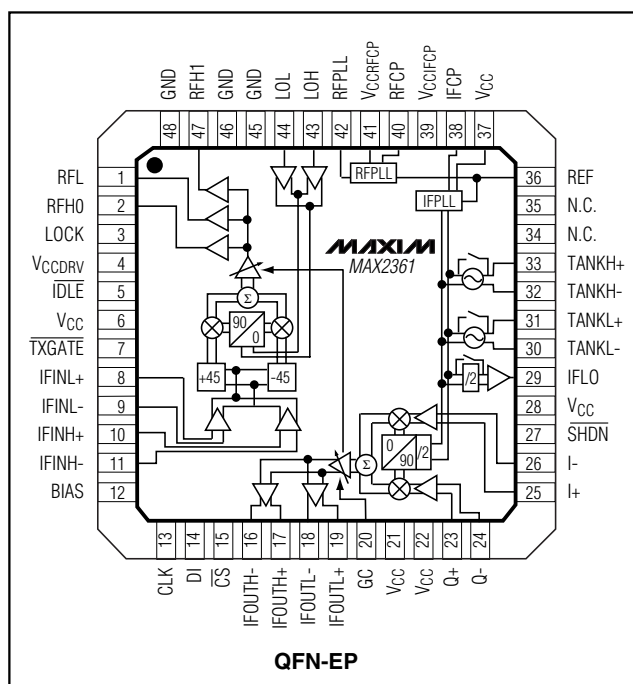 GND RFH1 GND GND LOL LOH RFPLL VCCRFCP RFCP VCCIFCP IFCP VCC
48 47 46 45 44 43 42 41 40 39 38 37
RFL 1
RFH0 2
LOCK 3
VCCDRV 4
I̅D̅L̅E̅ 5
VCC 6
T̅X̅G̅A̅T̅E̅ 7
IFINL+ 8
IFINL- 9
IFINH+ 10
IFINH- 11
BIAS 12
RFPLL
IFPLL
MAXIM
MAX2361
Σ
90
0
+45
-45
/2
0
90
/2
Σ
36 REF
35 N.C.
34 N.C.
33 TANKH+
32 TANKH-
31 TANKL+
30 TANKL-
29 IFLO
28 VCC
27 S̅H̅D̅N̅
26 I-
25 I+
13 14 15 16 17 18 19 20 21 22 23 24
CLK DI C̅S̅ IFOUTH- IFOUTH+ IFOUTL- IFOUTL+ GC VCC VCC Q+ Q-
QFN-EP